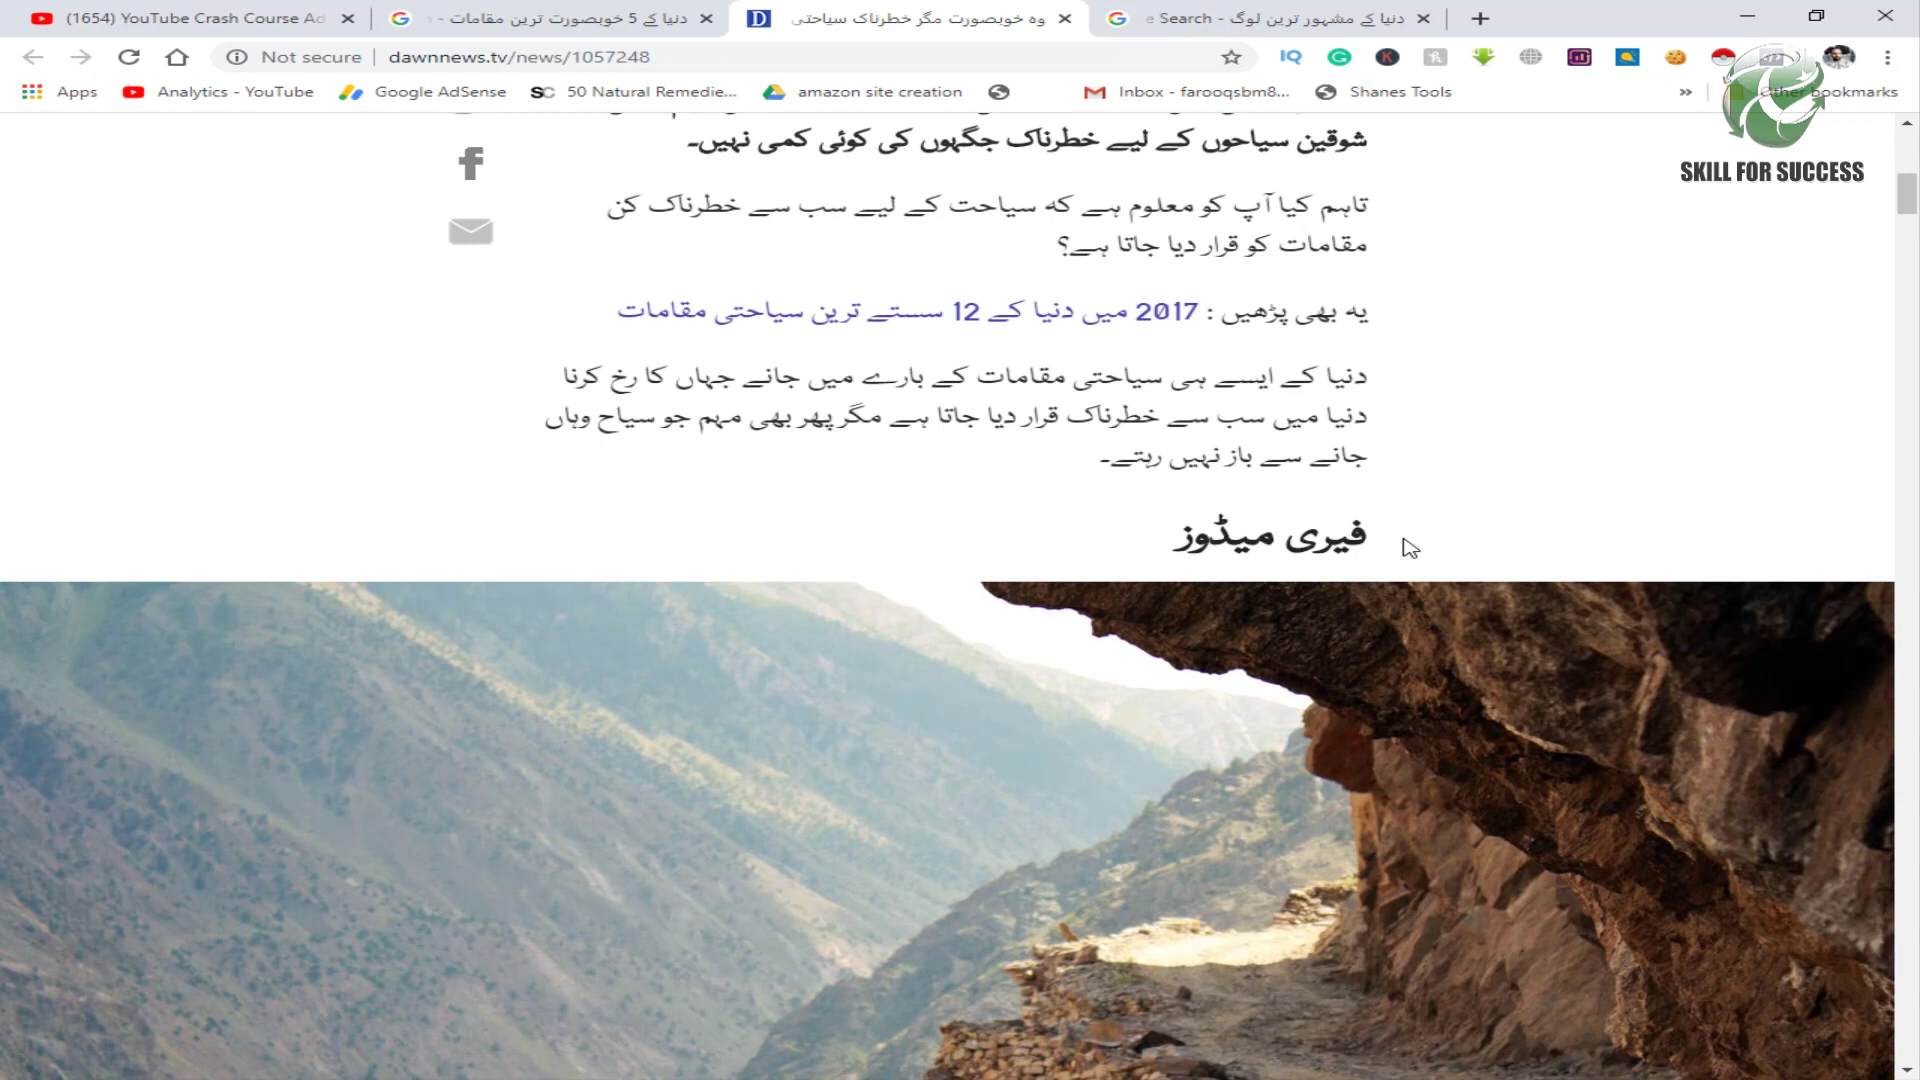 (1654) YouTube Crash Course Ad
دنیا کے 5 خوبصورت ترین مقامات -
وہ خوبصورت مگر خطرناک سیاحتی
دنیا کے مشہور ترین لوگ - e Search
Not secure
dawnnews.tv/news/1057248
Apps
Analytics - YouTube
Google AdSense
50 Natural Remedie...
amazon site creation
Inbox - farooqsbm8...
Shanes Tools
Other bookmarks
SKILL FOR SUCCESS
شوقین سیاحوں کے لیے خطرناک جگہوں کی کوئی کمی نہیں۔
تاہم کیا آپ کو معلوم ہے کہ سیاحت کے لیے سب سے خطرناک کن
مقامات کو قرار دیا جاتا ہے؟
یہ بھی پڑھیں : 2017 میں دنیا کے 12 سستے ترین سیاحتی مقامات
دنیا کے ایسے ہی سیاحتی مقامات کے بارے میں جانے جہاں کا رخ کرنا
دنیا میں سب سے خطرناک قرار دیا جاتا ہے مگر پھر بھی مہم جو سیاح وہاں
جانے سے باز نہیں رہتے۔
فیری میڈوز